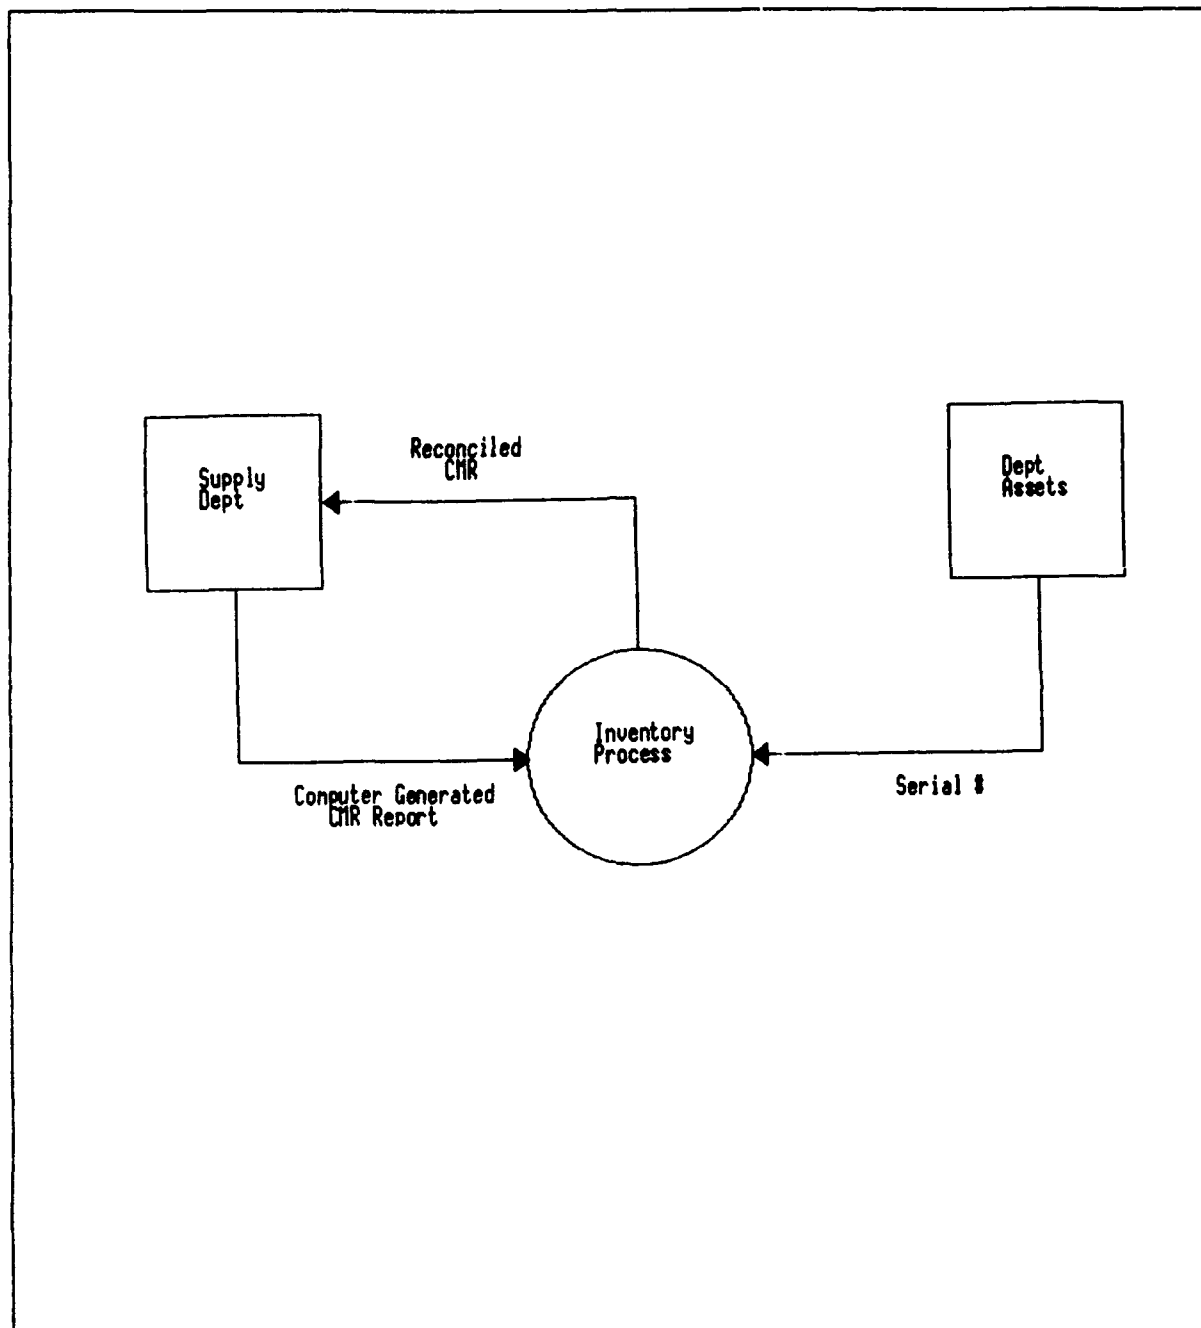 Reconciled
CMR
Supply
Dept
Dept
Assets
Inventory
Process
Computer Generated
CMR Report
Serial #